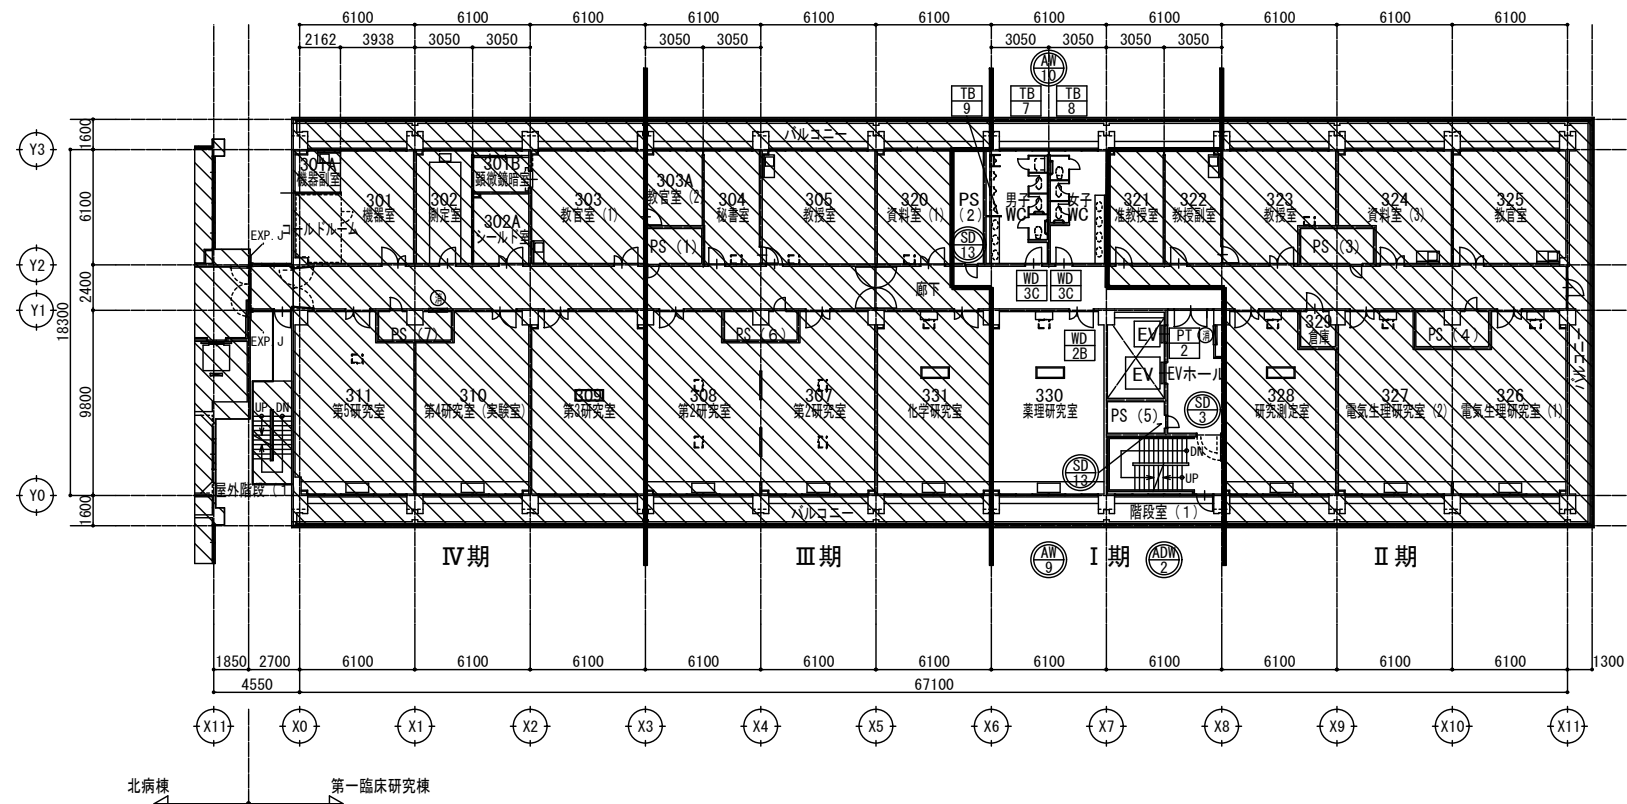 6100 6100 6100 6100 6100 6100 6100 6100 6100 6100 6100
2162 3938 3050 3050 3050 3050 3050 3050 3050 3050
AW
10
TB
9
TB
7
TB
8
1600
6100
2400
18300
9800
1600
Y3
Y2
Y1
Y0
バルコニー
301A
機器副室
301
機器室
コールドルーム
302
測定室
301B
顕微鏡暗室
302A
シールド室
303
教官室（1）
303A
教官室（2）
PS（1）
304
秘書室
305
教授室
320
資料室（1）
PS
（2）
SD
13
男子
WC
女子
WC
321
准教授室
322
教授副室
323
教授室
324
資料室（3）
PS（3）
325
教官室
EXP.J
EXP.J
消
廊下
WD
3C
WD
3C
PS（7）
PS（6）
WD
2B
EV
EV
PT
2
消
EVホール
329
倉庫
PS（4）
バルコニー
311
第5研究室
310
第4研究室（実験室）
309
第3研究室
308
第2研究室
307
第2研究室
331
化学研究室
330
薬理研究室
PS（5）
SD
3
328
研究測定室
327
電気生理研究室（2）
326
電気生理研究室（1）
UP DN
屋外階段（1
SD
13
DN
UP
バルコニー
階段室（1）
Ⅳ期
Ⅲ期
AW
9
Ⅰ期
ADW
2
Ⅱ期
1850 2700 6100 6100 6100 6100 6100 6100 6100 6100 6100 6100 6100 1300
4550 67100
X11 X0 X1 X2 X3 X4 X5 X6 X7 X8 X9 X10 X11
北病棟 第一臨床研究棟